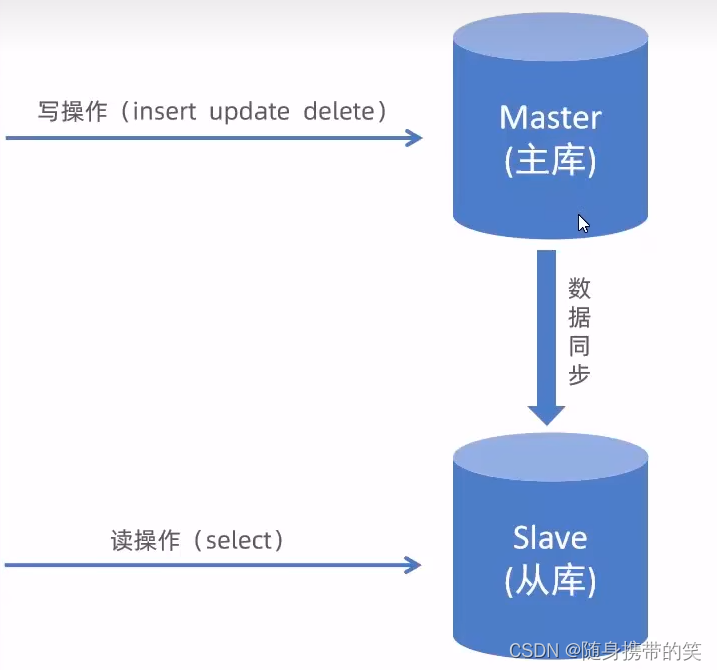 写操作（insert update delete）
Master
(主库)
数
据
同
步
读操作（select）
Slave
(从库)
CSDN @随身携带的笑